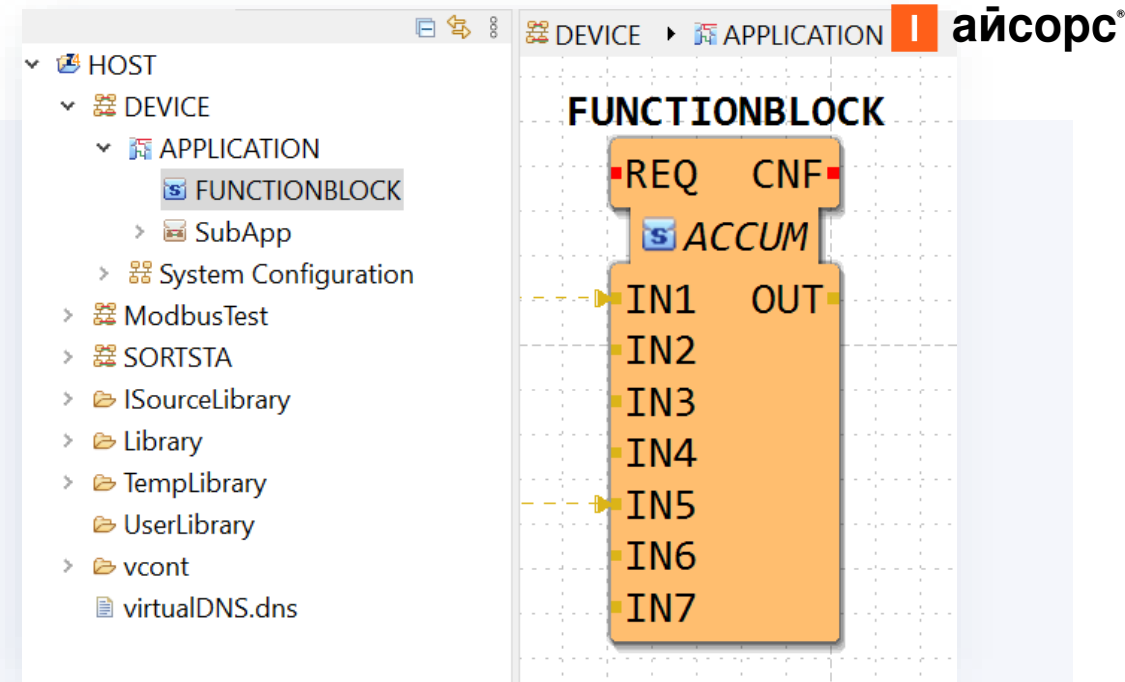 DEVICE APPLICATION
айсорс®
HOST
DEVICE
APPLICATION
FUNCTIONBLOCK
SubApp
System Configuration
ModbusTest
SORTSTA
ISourceLibrary
Library
TempLibrary
UserLibrary
vcont
virtualDNS.dns
FUNCTIONBLOCK
REQ CNF
S ACCUM
IN1 OUT
IN2
IN3
IN4
IN5
IN6
IN7